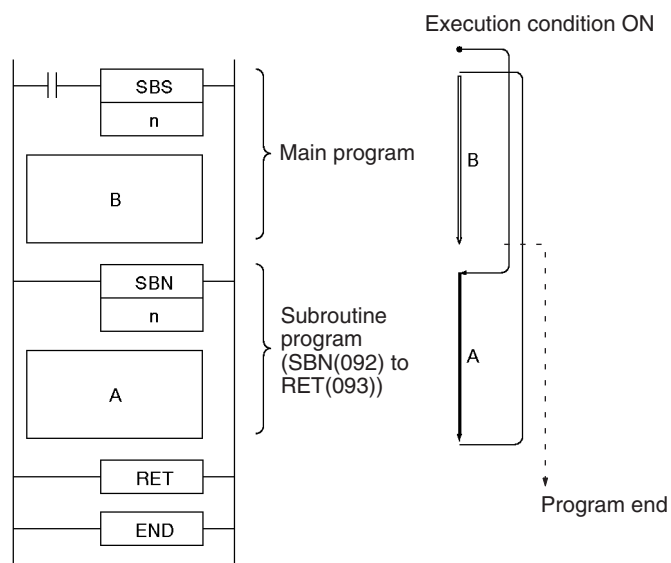 Execution condition ON
SBS
n
Main program
B
B
SBN
n
Subroutine
program
(SBN(092) to
RET(093))
A
A
RET
Program end
END